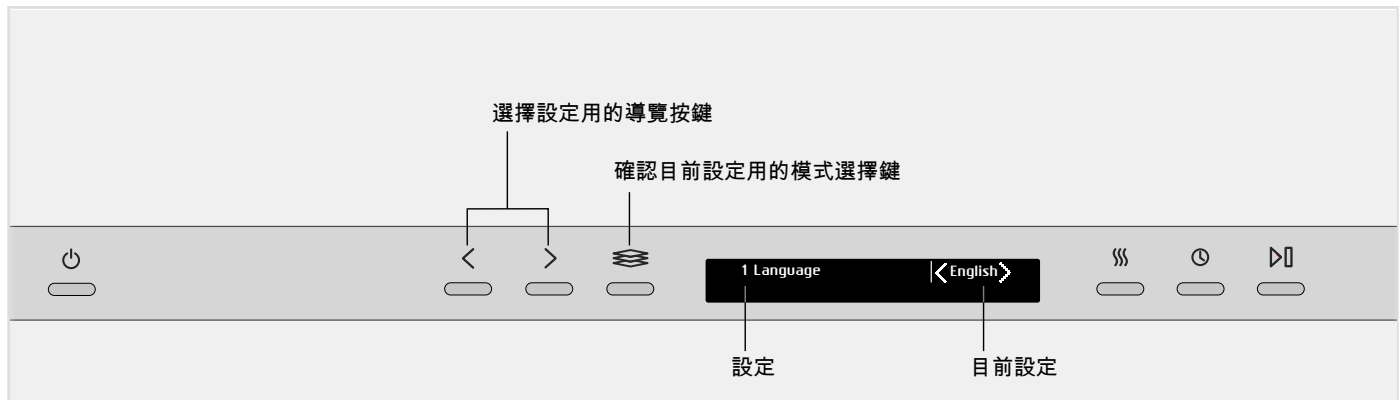 選擇設定用的導覽按鍵
確認目前設定用的模式選擇鍵
1 Language English
設定
目前設定